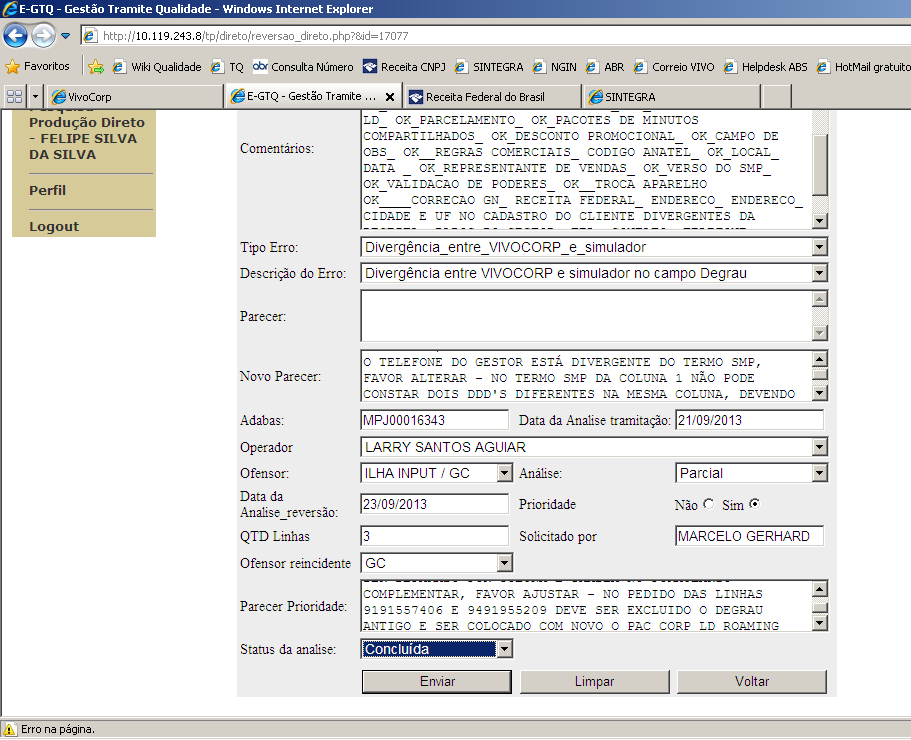 E-GTQ - Gestão Tramite Qualidade - Windows Internet Explorer
http://10.119.243.8/tp/direto/reversao_direto.php?&id=17077
Favoritos Wiki Qualidade TQ Consulta Número Receita CNPJ SINTEGRA NGIN ABR Correio VIVO Helpdesk ABS HotMail gratuito
VivoCorp E-GTQ - Gestão Tramite ... Receita Federal do Brasil SINTEGRA
Produção Direto
- FELIPE SILVA
DA SILVA
Perfil
Logout
Comentários:
LD_ OK_PARCELAMENTO_ OK_PACOTES DE MINUTOS
COMPARTILHADOS_ OK_DESCONTO PROMOCIONAL_ OK_CAMPO DE
OBS_ OK__REGRAS COMERCIAIS_ CODIGO ANATEL_ OK_LOCAL_
DATA _ OK_REPRESENTANTE DE VENDAS_ OK_VERSO DO SMP_
OK_VALIDACAO DE PODERES_ OK__TROCA APARELHO
OK____CORRECAO GN_ RECEITA FEDERAL_ ENDERECO_ ENDERECO_
CIDADE E UF NO CADASTRO DO CLIENTE DIVERGENTES DA
Tipo Erro: Divergência_entre_VIVOCORP_e_simulador
Descrição do Erro: Divergência entre VIVOCORP e simulador no campo Degrau
Parecer:
Novo Parecer:
O TELEFONE DO GESTOR ESTÁ DIVERGENTE DO TERMO SMP,
FAVOR ALTERAR - NO TERMO SMP DA COLUNA 1 NÃO PODE
CONSTAR DOIS DDD'S DIFERENTES NA MESMA COLUNA, DEVENDO
Adabas: MPJ00016343 Data da Analise tramitação: 21/09/2013
Operador LARRY SANTOS AGUIAR
Ofensor: ILHA INPUT / GC Análise: Parcial
Data da
Analise_reversão: 23/09/2013 Prioridade Não Sim
QTD Linhas 3 Solicitado por MARCELO GERHARD
Ofensor reincidente GC
Parecer Prioridade:
COMPLEMENTAR, FAVOR AJUSTAR - NO PEDIDO DAS LINHAS
9191557406 E 9491955209 DEVE SER EXCLUIDO O DEGRAU
ANTIGO E SER COLOCADO COM NOVO O PAC CORP LD ROAMING
Status da analise: Concluída
Enviar Limpar Voltar
Erro na página.